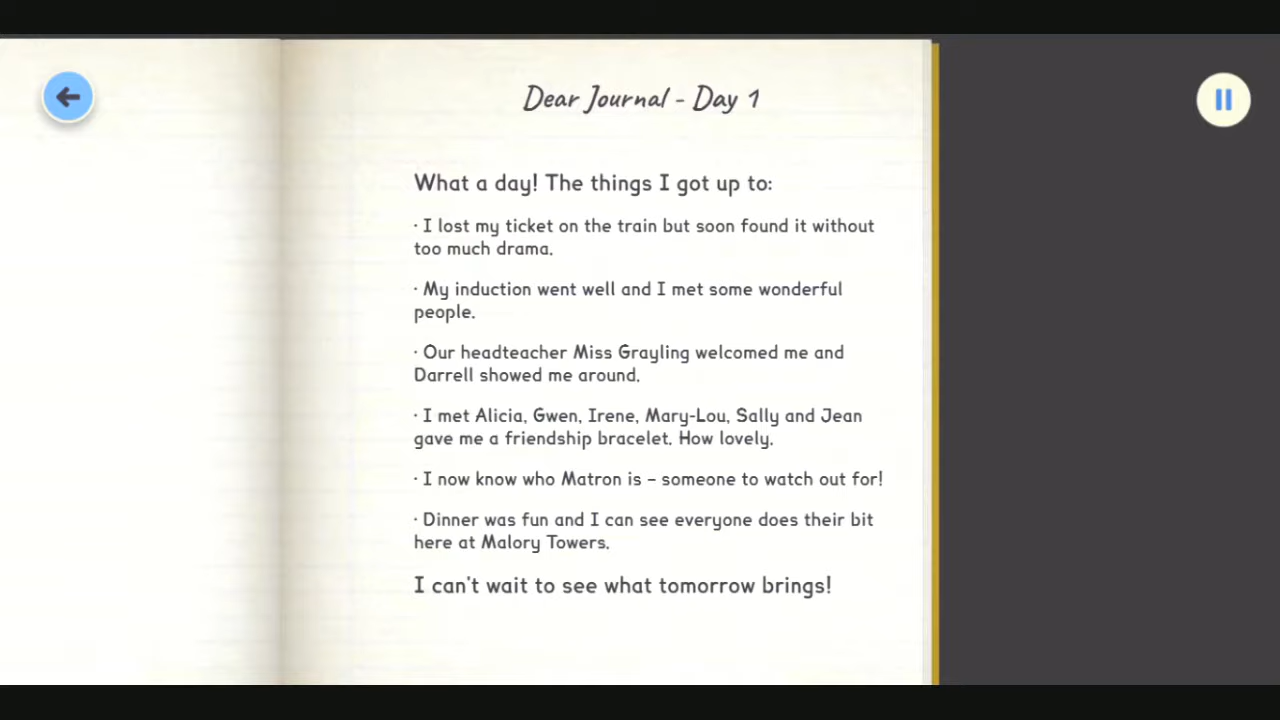 Dear Journal - Day 1
What a day! The things I got up to:
· I lost my ticket on the train but soon found it without
too much drama.
· My induction went well and I met some wonderful
people.
· Our headteacher Miss Grayling welcomed me and
Darrell showed me around.
· I met Alicia, Gwen, Irene, Mary-Lou, Sally and Jean
gave me a friendship bracelet. How lovely.
· I now know who Matron is – someone to watch out for!
· Dinner was fun and I can see everyone does their bit
here at Malory Towers.
I can't wait to see what tomorrow brings!